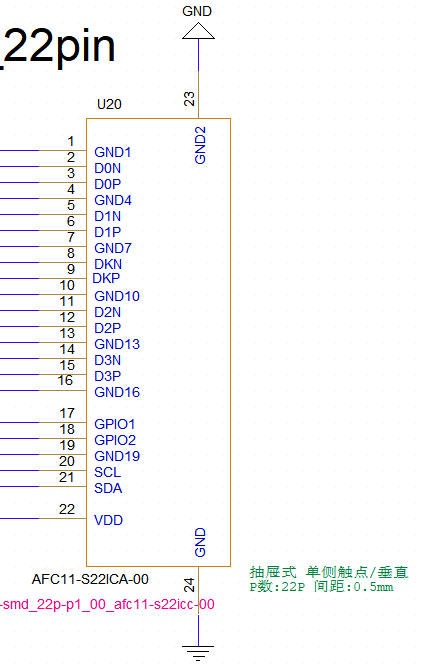 GND
_22pin
U20
23
GND2
1 GND1
2 D0N
3 D0P
4 GND4
5 D1N
6 D1P
7 GND7
8 DKN
9 DKP
10 GND10
11 D2N
12 D2P
13 GND13
14 D3N
15 D3P
16 GND16
17 GPIO1
18 GPIO2
19 GND19
20 SCL
21 SDA
22 VDD
GND
24
AFC11-S22ICA-00
-smd_22p-p1_00_afc11-s22icc-00
抽屉式 单侧触点/垂直
P数:22P 间距:0.5mm